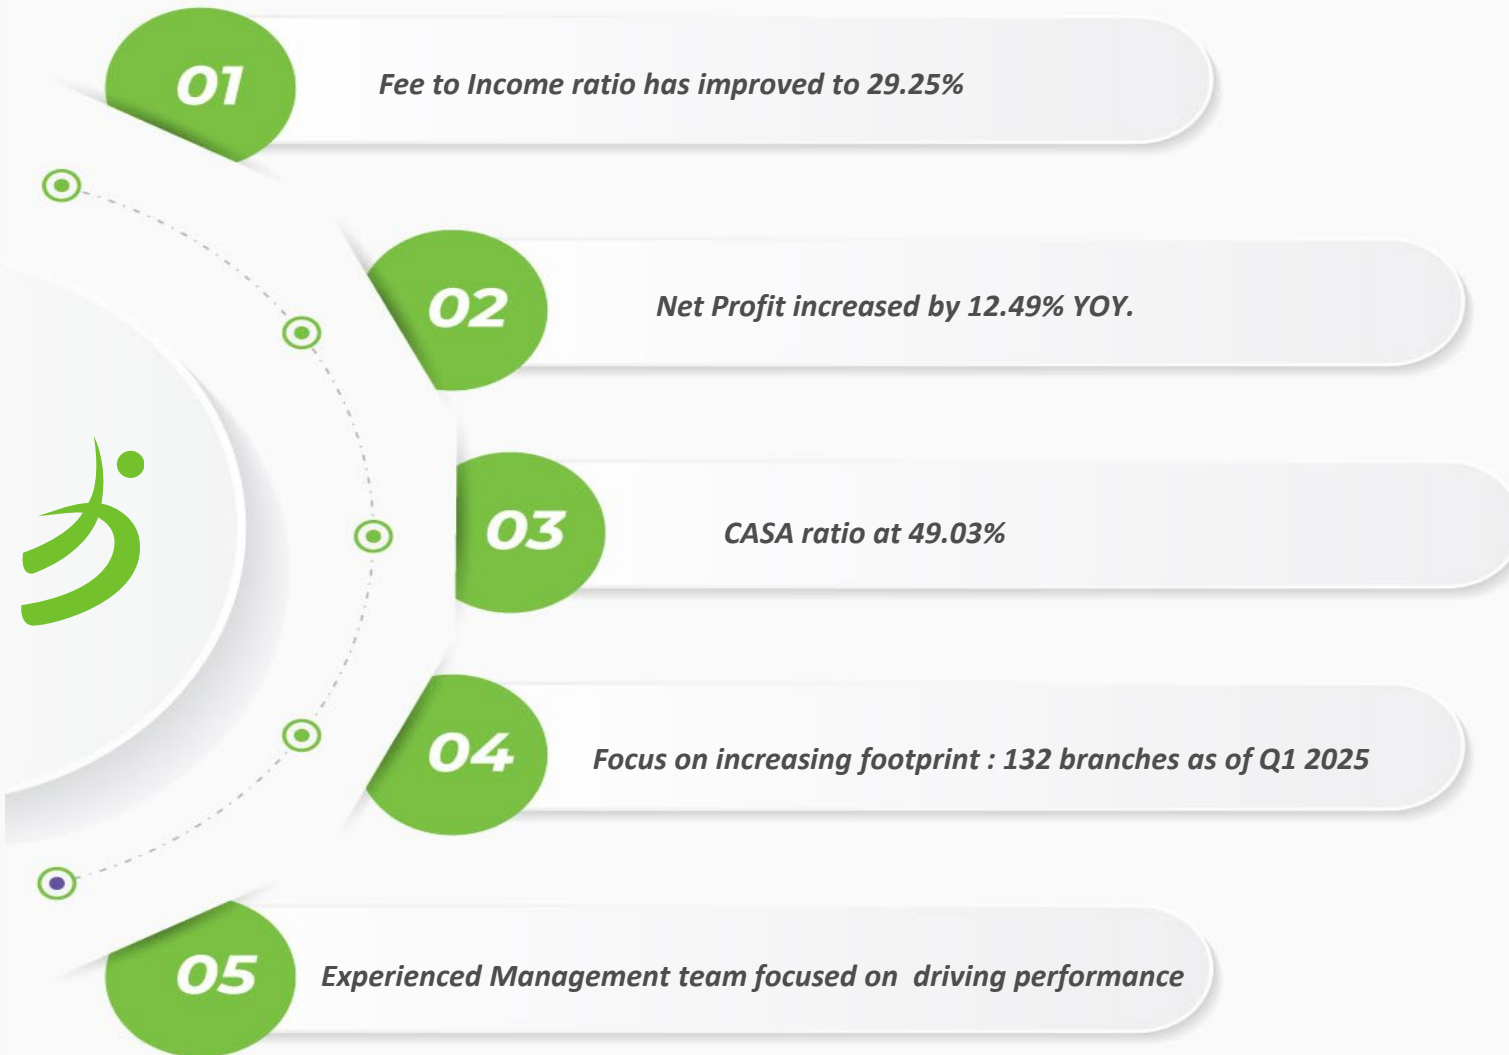 01
Fee to Income ratio has improved to 29.25%
02
Net Profit increased by 12.49% YOY.
03
CASA ratio at 49.03%
04
Focus on increasing footprint : 132 branches as of Q1 2025
05
Experienced Management team focused on  driving performance